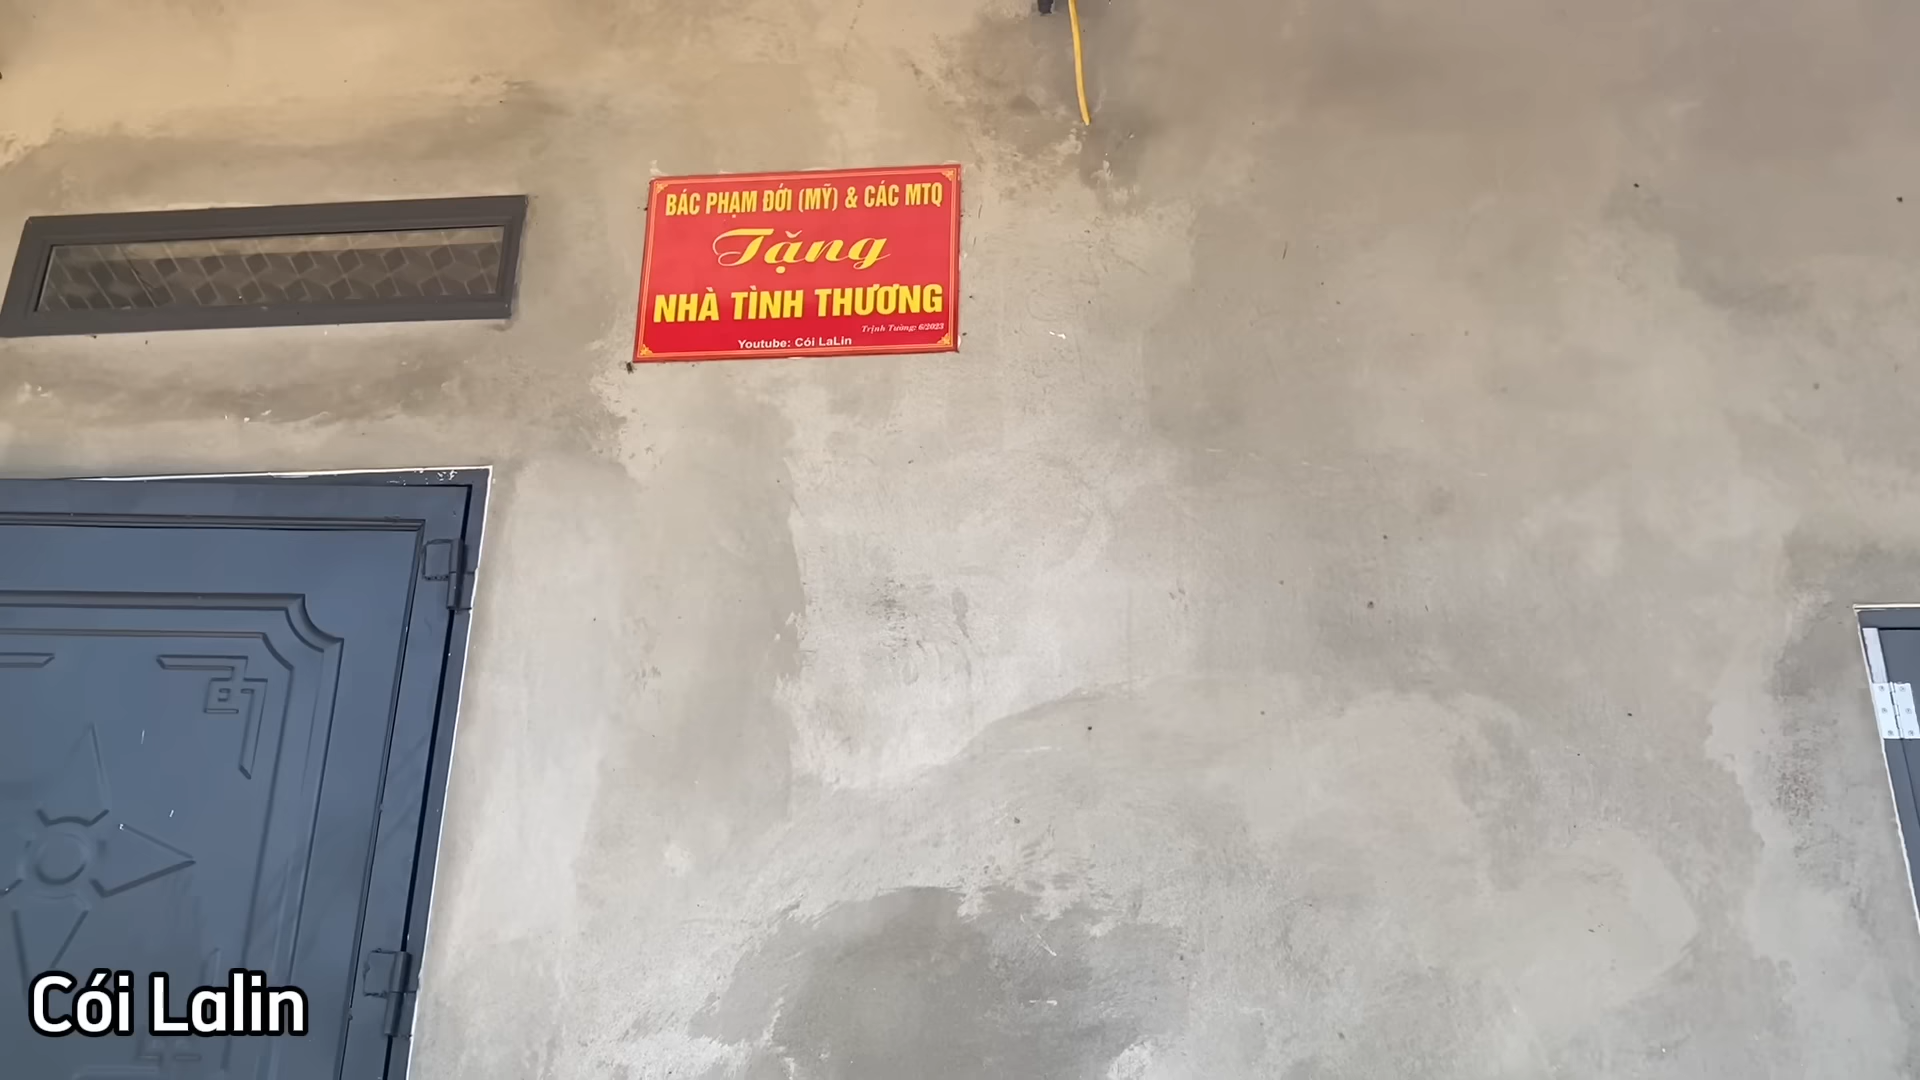 BÁC PHẠM ĐỚI (MỸ) & CÁC MTQ
Tặng
NHÀ TÌNH THƯƠNG
Trịnh Tường: 6/2023
Youtube: Cói LaLin
Cói Lalin